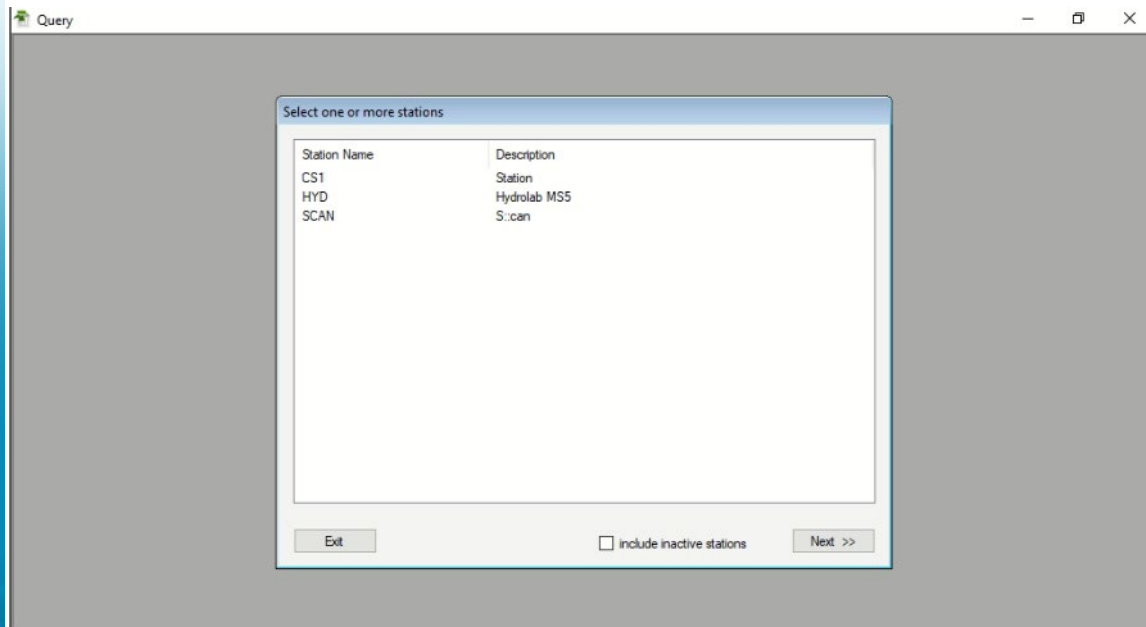 Query
Select one or more stations
Station Name Description
CS1 Station
HYD Hydrolab MS5
SCAN S::can
Exit include inactive stations Next >>